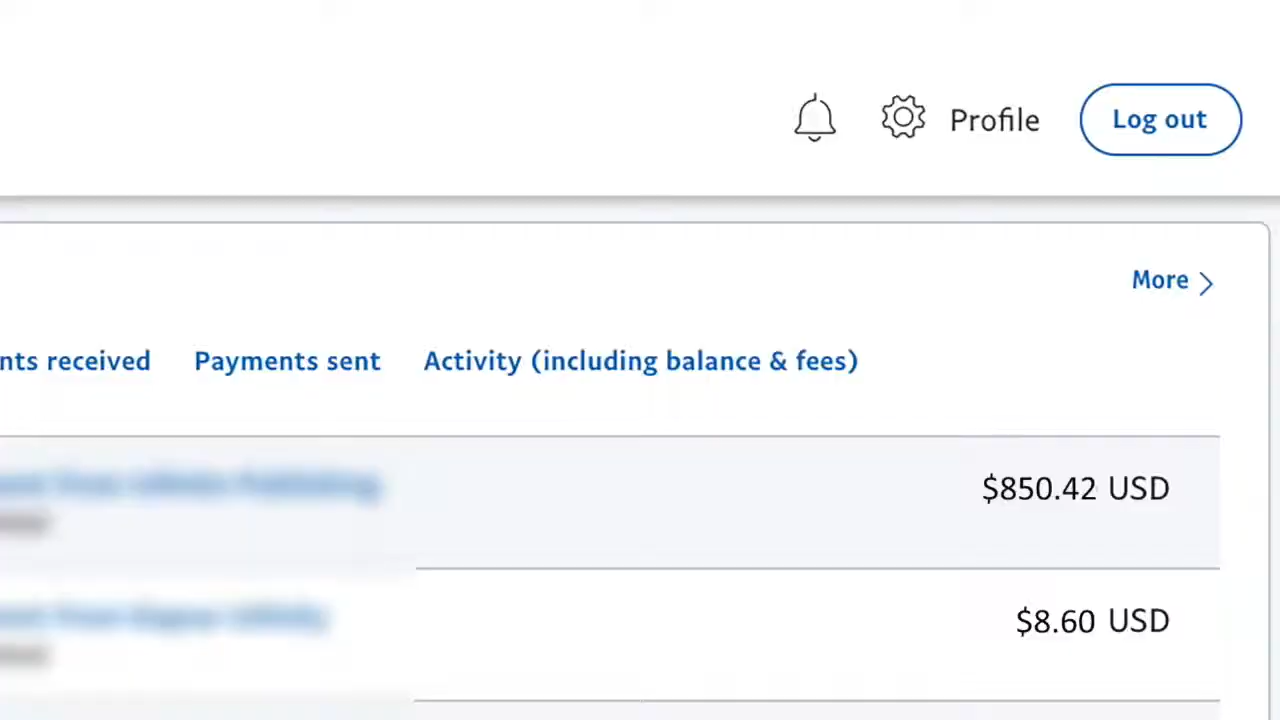 Profile
Log out
More
nts received
Payments sent
Activity (including balance & fees)
$850.42 USD
$8.60 USD